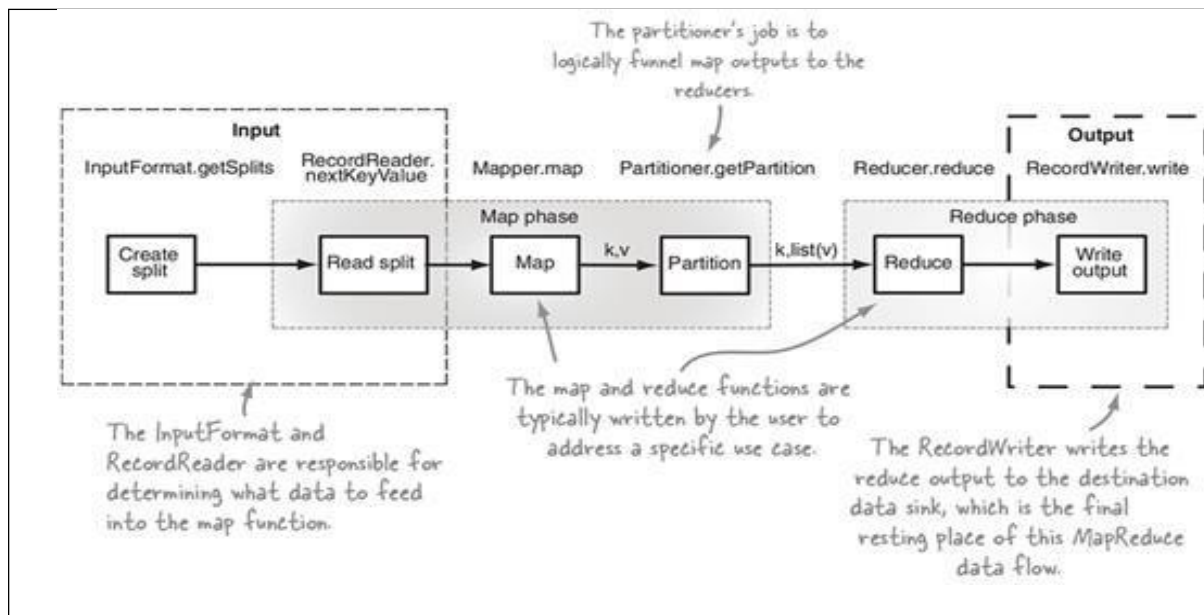 The partitioner's job is to
logically funnel map outputs to the
reducers.
Input
Output
InputFormat.getSplits
RecordReader.
nextKeyValue
Mapper.map
Partitioner.getPartition
Reducer.reduce
RecordWriter.write
Map phase
Reduce phase
Create
split
Read split
Map
k,v
Partition
k,list(v)
Reduce
Write
output
The InputFormat and
RecordReader are responsible for
determining what data to feed
into the map function.
The map and reduce functions are
typically written by the user to
address a specific use case.
The RecordWriter writes the
reduce output to the destination
data sink, which is the final
resting place of this MapReduce
data flow.